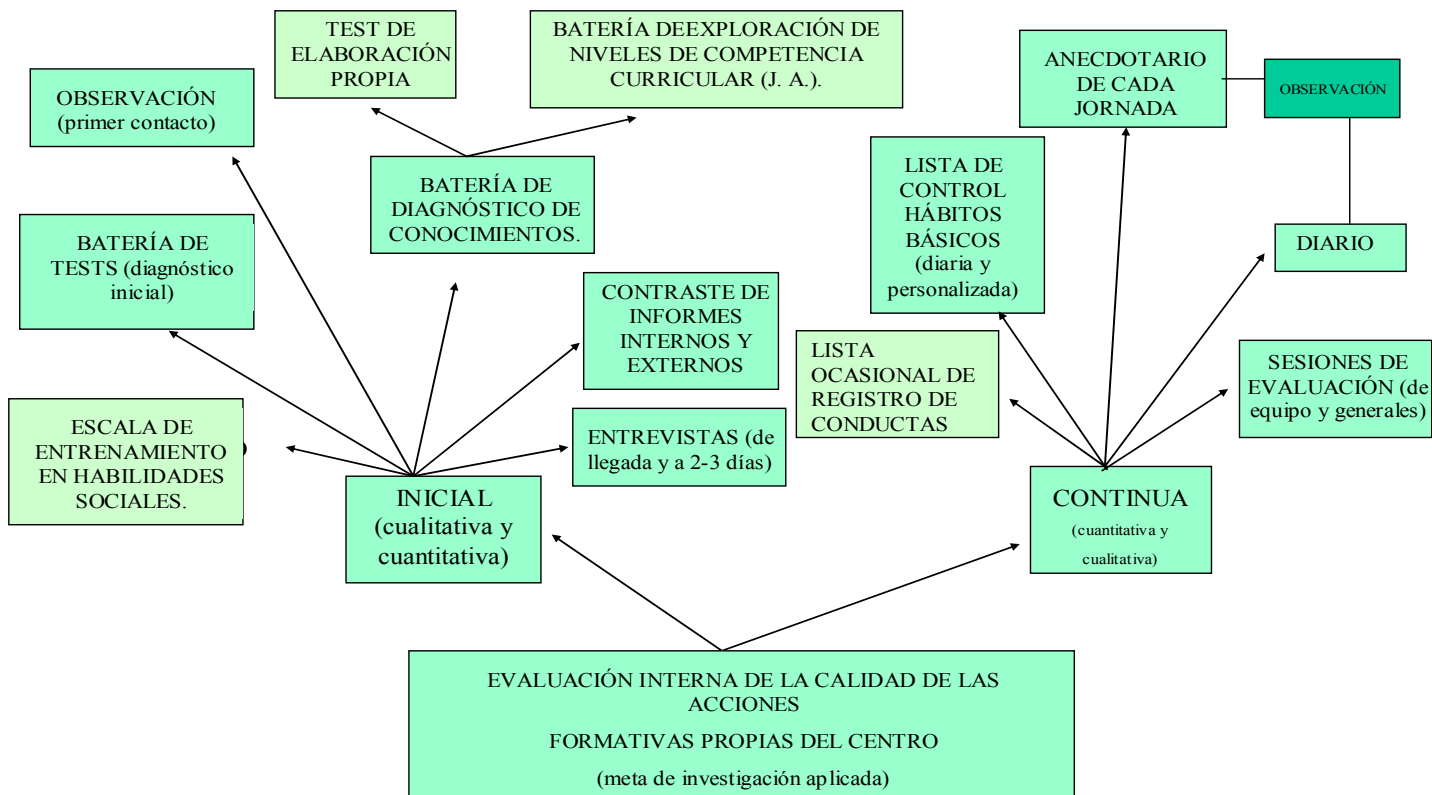 TEST DE
ELABORACIÓN
PROPIA
BATERÍA DEEXPLORACIÓN DE
NIVELES DE COMPETENCIA
CURRICULAR (J. A.).
ANECDOTARIO
DE CADA
JORNADA
OBSERVACIÓN
OBSERVACIÓN
(primer contacto)
BATERÍA DE
DIAGNÓSTICO DE
CONOCIMIENTOS.
LISTA DE
CONTROL
HÁBITOS
BÁSICOS
(diaria y
personalizada)
DIARIO
BATERÍA DE
TESTS (diagnóstico
inicial)
CONTRASTE DE
INFORMES
INTERNOS Y
EXTERNOS
LISTA
OCASIONAL DE
REGISTRO DE
CONDUCTAS
SESIONES DE
EVALUACIÓN (de
equipo y generales)
ESCALA DE
ENTRENAMIENTO
EN HABILIDADES
SOCIALES.
ENTREVISTAS (de
llegada y a 2-3 días)
INICIAL
(cualitativa y
cuantitativa)
CONTINUA
(cuantitativa y
cualitativa)
EVALUACIÓN INTERNA DE LA CALIDAD DE LAS
ACCIONES
FORMATIVAS PROPIAS DEL CENTRO
(meta de investigación aplicada)